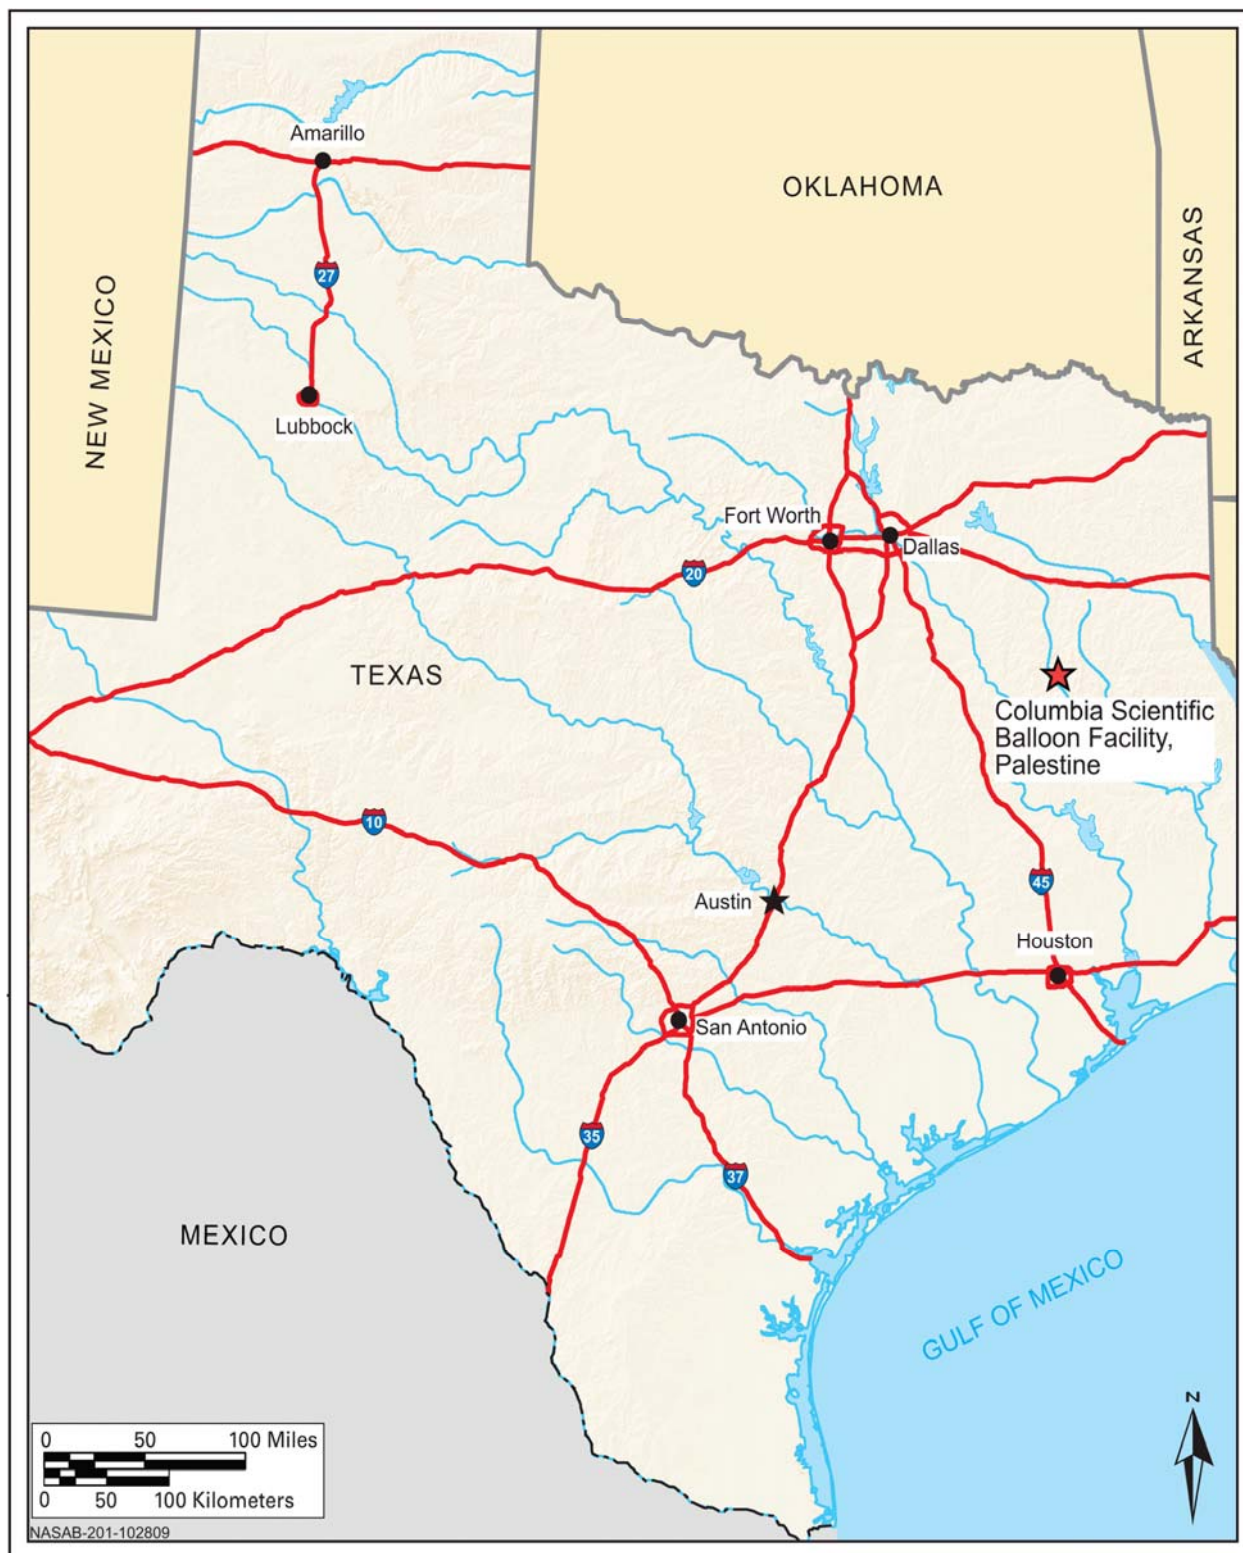 Amarillo
OKLAHOMA
ARKANSAS
NEW MEXICO
27
Lubbock
Fort Worth
Dallas
20
TEXAS
Columbia Scientific
Balloon Facility,
Palestine
10
45
Austin
Houston
San Antonio
35
37
MEXICO
GULF OF MEXICO
N
0 50 100 Miles
0 50 100 Kilometers
NASAB-201-102809